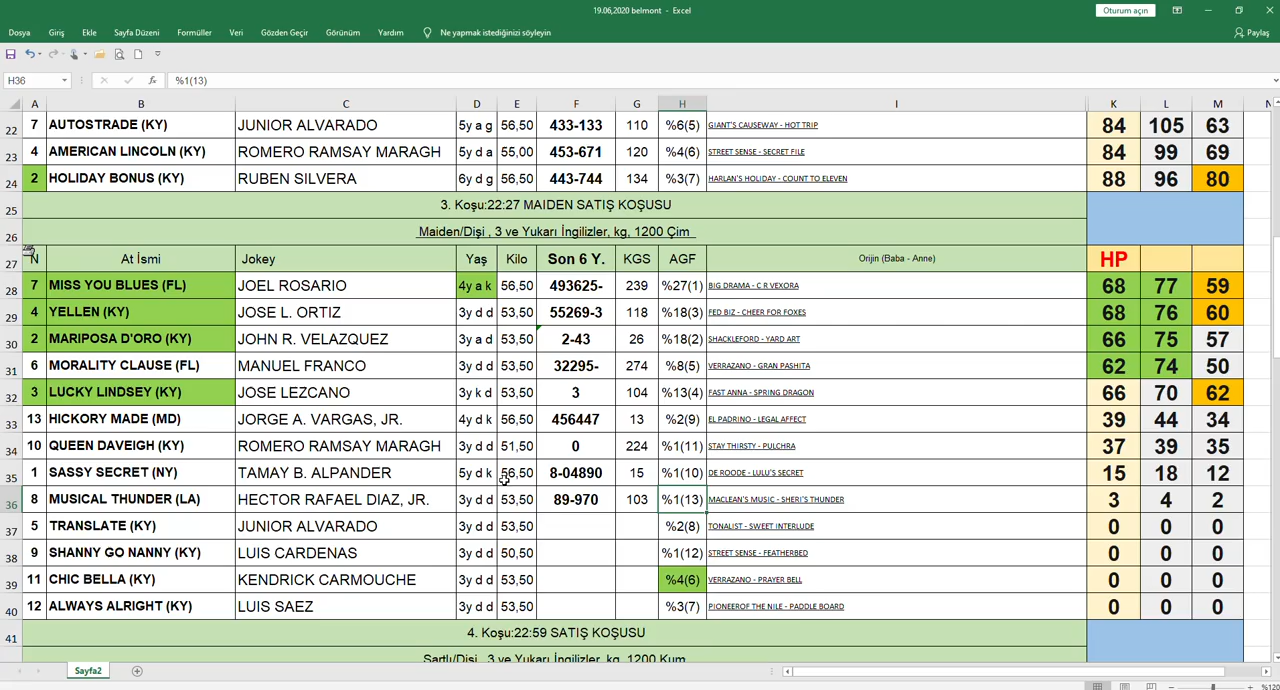 19.06,2020 belmont - Excel
Oturum açın
Dosya Giriş Ekle Sayfa Düzeni Formüller Veri Gözden Geçir Görünüm Yardım Ne yapmak istediğinizi söyleyin Paylaş
H36 fx %1(13)
A B C D E F G H I K L M N
22 7 AUTOSTRADE (KY) JUNIOR ALVARADO 5y a g 56,50 433-133 110 %6(5) GIANT'S CAUSEWAY - HOT TRIP 84 105 63
23 4 AMERICAN LINCOLN (KY) ROMERO RAMSAY MARAGH 5y d a 55,00 453-671 120 %4(6) STREET SENSE - SECRET FILE 84 99 69
24 2 HOLIDAY BONUS (KY) RUBEN SILVERA 6y d g 56,50 443-744 134 %3(7) HARLAN'S HOLIDAY - COUNT TO ELEVEN 88 96 80
25 3. Koşu:22:27 MAIDEN SATIŞ KOŞUSU
26 Maiden/Dişi , 3 ve Yukarı İngilizler, kg, 1200 Çim
27 N At İsmi Jokey Yaş Kilo Son 6 Y. KGS AGF Orijin (Baba - Anne) HP
28 7 MISS YOU BLUES (FL) JOEL ROSARIO 4y a k 56,50 493625- 239 %27(1) BIG DRAMA - C R VEXORA 68 77 59
29 4 YELLEN (KY) JOSE L. ORTIZ 3y d d 53,50 55269-3 118 %18(3) FED BIZ - CHEER FOR FOXES 68 76 60
30 2 MARIPOSA D'ORO (KY) JOHN R. VELAZQUEZ 3y a d 53,50 2-43 26 %18(2) SHACKLEFORD - YARD ART 66 75 57
31 6 MORALITY CLAUSE (FL) MANUEL FRANCO 3y d d 53,50 32295- 274 %8(5) VERRAZANO - GRAN PASHITA 62 74 50
32 3 LUCKY LINDSEY (KY) JOSE LEZCANO 3y k d 53,50 3 104 %13(4) FAST ANNA - SPRING DRAGON 66 70 62
33 13 HICKORY MADE (MD) JORGE A. VARGAS, JR. 4y d k 56,50 456447 13 %2(9) EL PADRINO - LEGAL AFFECT 39 44 34
34 10 QUEEN DAVEIGH (KY) ROMERO RAMSAY MARAGH 3y d d 51,50 0 224 %1(11) STAY THIRSTY - PULCHRA 37 39 35
35 1 SASSY SECRET (NY) TAMAY B. ALPANDER 5y d k 56,50 8-04890 15 %1(10) DE ROODE - LULU'S SECRET 15 18 12
36 8 MUSICAL THUNDER (LA) HECTOR RAFAEL DIAZ, JR. 3y d d 53,50 89-970 103 %1(13) MACLEAN'S MUSIC - SHERI'S THUNDER 3 4 2
37 5 TRANSLATE (KY) JUNIOR ALVARADO 3y d d 53,50 %2(8) TONALIST - SWEET INTERLUDE 0 0 0
38 9 SHANNY GO NANNY (KY) LUIS CARDENAS 3y d d 50,50 %1(12) STREET SENSE - FEATHERBED 0 0 0
39 11 CHIC BELLA (KY) KENDRICK CARMOUCHE 3y d d 53,50 %4(6) VERRAZANO - PRAYER BELL 0 0 0
40 12 ALWAYS ALRIGHT (KY) LUIS SAEZ 3y d d 53,50 %3(7) PIONEEROF THE NILE - PADDLE BOARD 0 0 0
41 4. Koşu:22:59 SATIŞ KOŞUSU
Şartlı/Dişi , 3 ve Yukarı İngilizler, kg, 1200 Kum
Sayfa2
%120